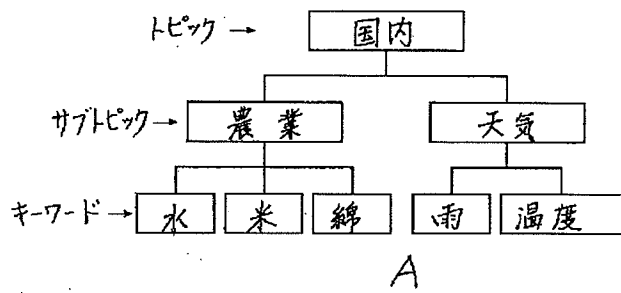 トピック → 国内
サブトピック → 農業 天気
キーワード → 水 米 綿 雨 温度
A